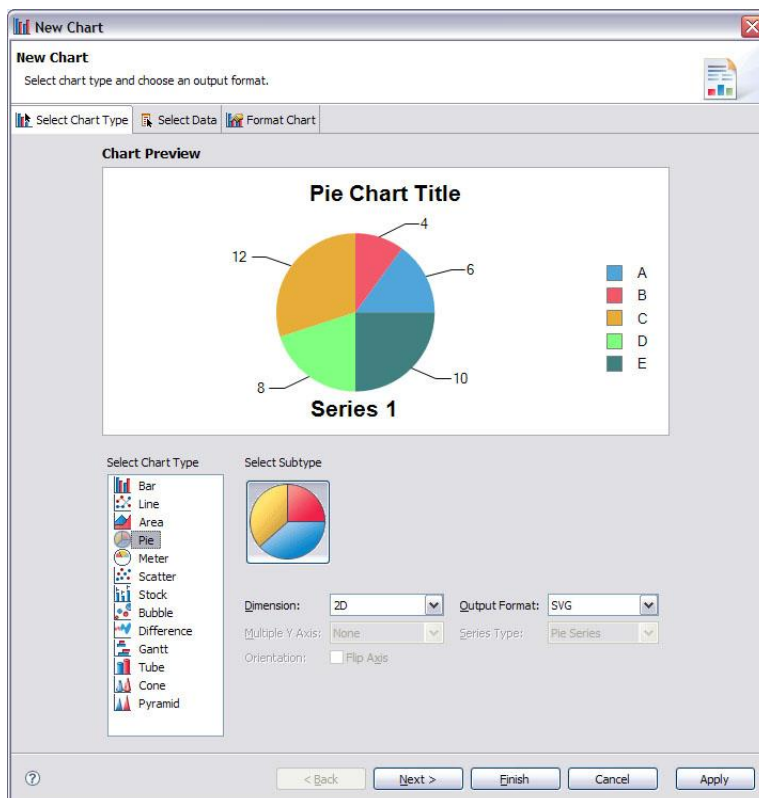 New Chart
New Chart
Select chart type and choose an output format.
Select Chart Type
Select Data
Format Chart
Chart Preview
Pie Chart Title
4
12
6
A
B
C
D
E
8
10
Series 1
Select Chart Type
Select Subtype
Bar
Line
Area
Pie
Meter
Scatter
Stock
Bubble
Difference
Gantt
Tube
Cone
Pyramid
Dimension: 2D
Output Format: SVG
Multiple Y Axis: None
Series Type: Pie Series
Orientation: Flip Axis
?
< Back
Next >
Finish
Cancel
Apply